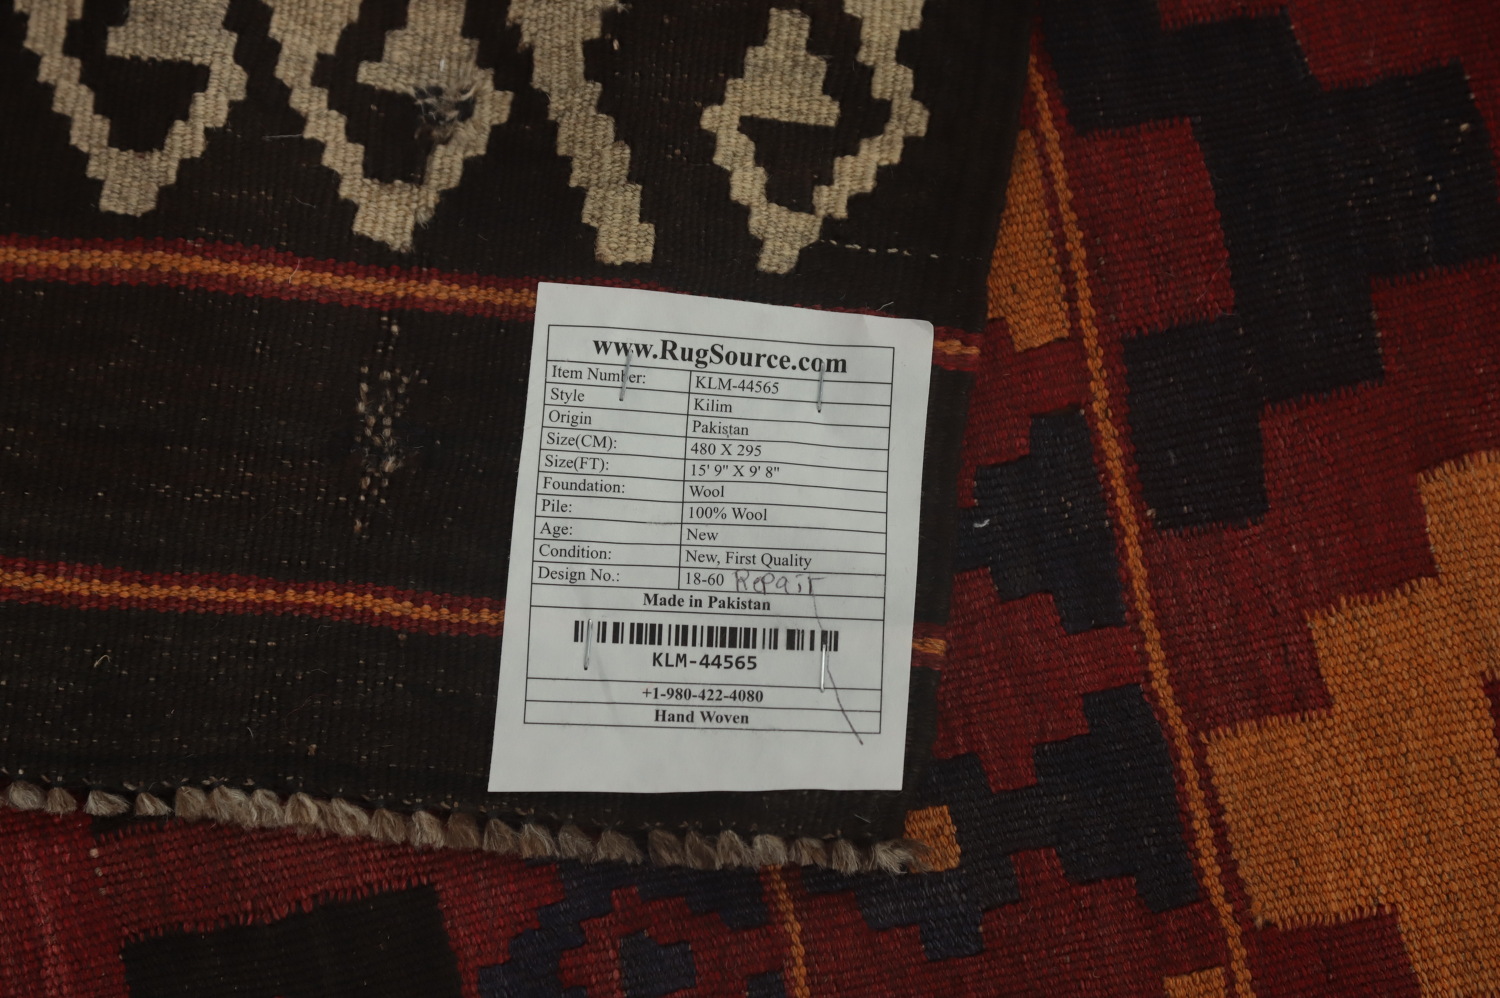 www.RugSource.com
Item Number: KLM-44565
Style Kilim
Origin Pakistan
Size(CM): 480 X 295
Size(FT): 15' 9" X 9' 8"
Foundation: Wool
Pile: 100% Wool
Age: New
Condition: New, First Quality
Design No.: 18-60 Repair
Made in Pakistan
KLM-44565
+1-980-422-4080
Hand Woven